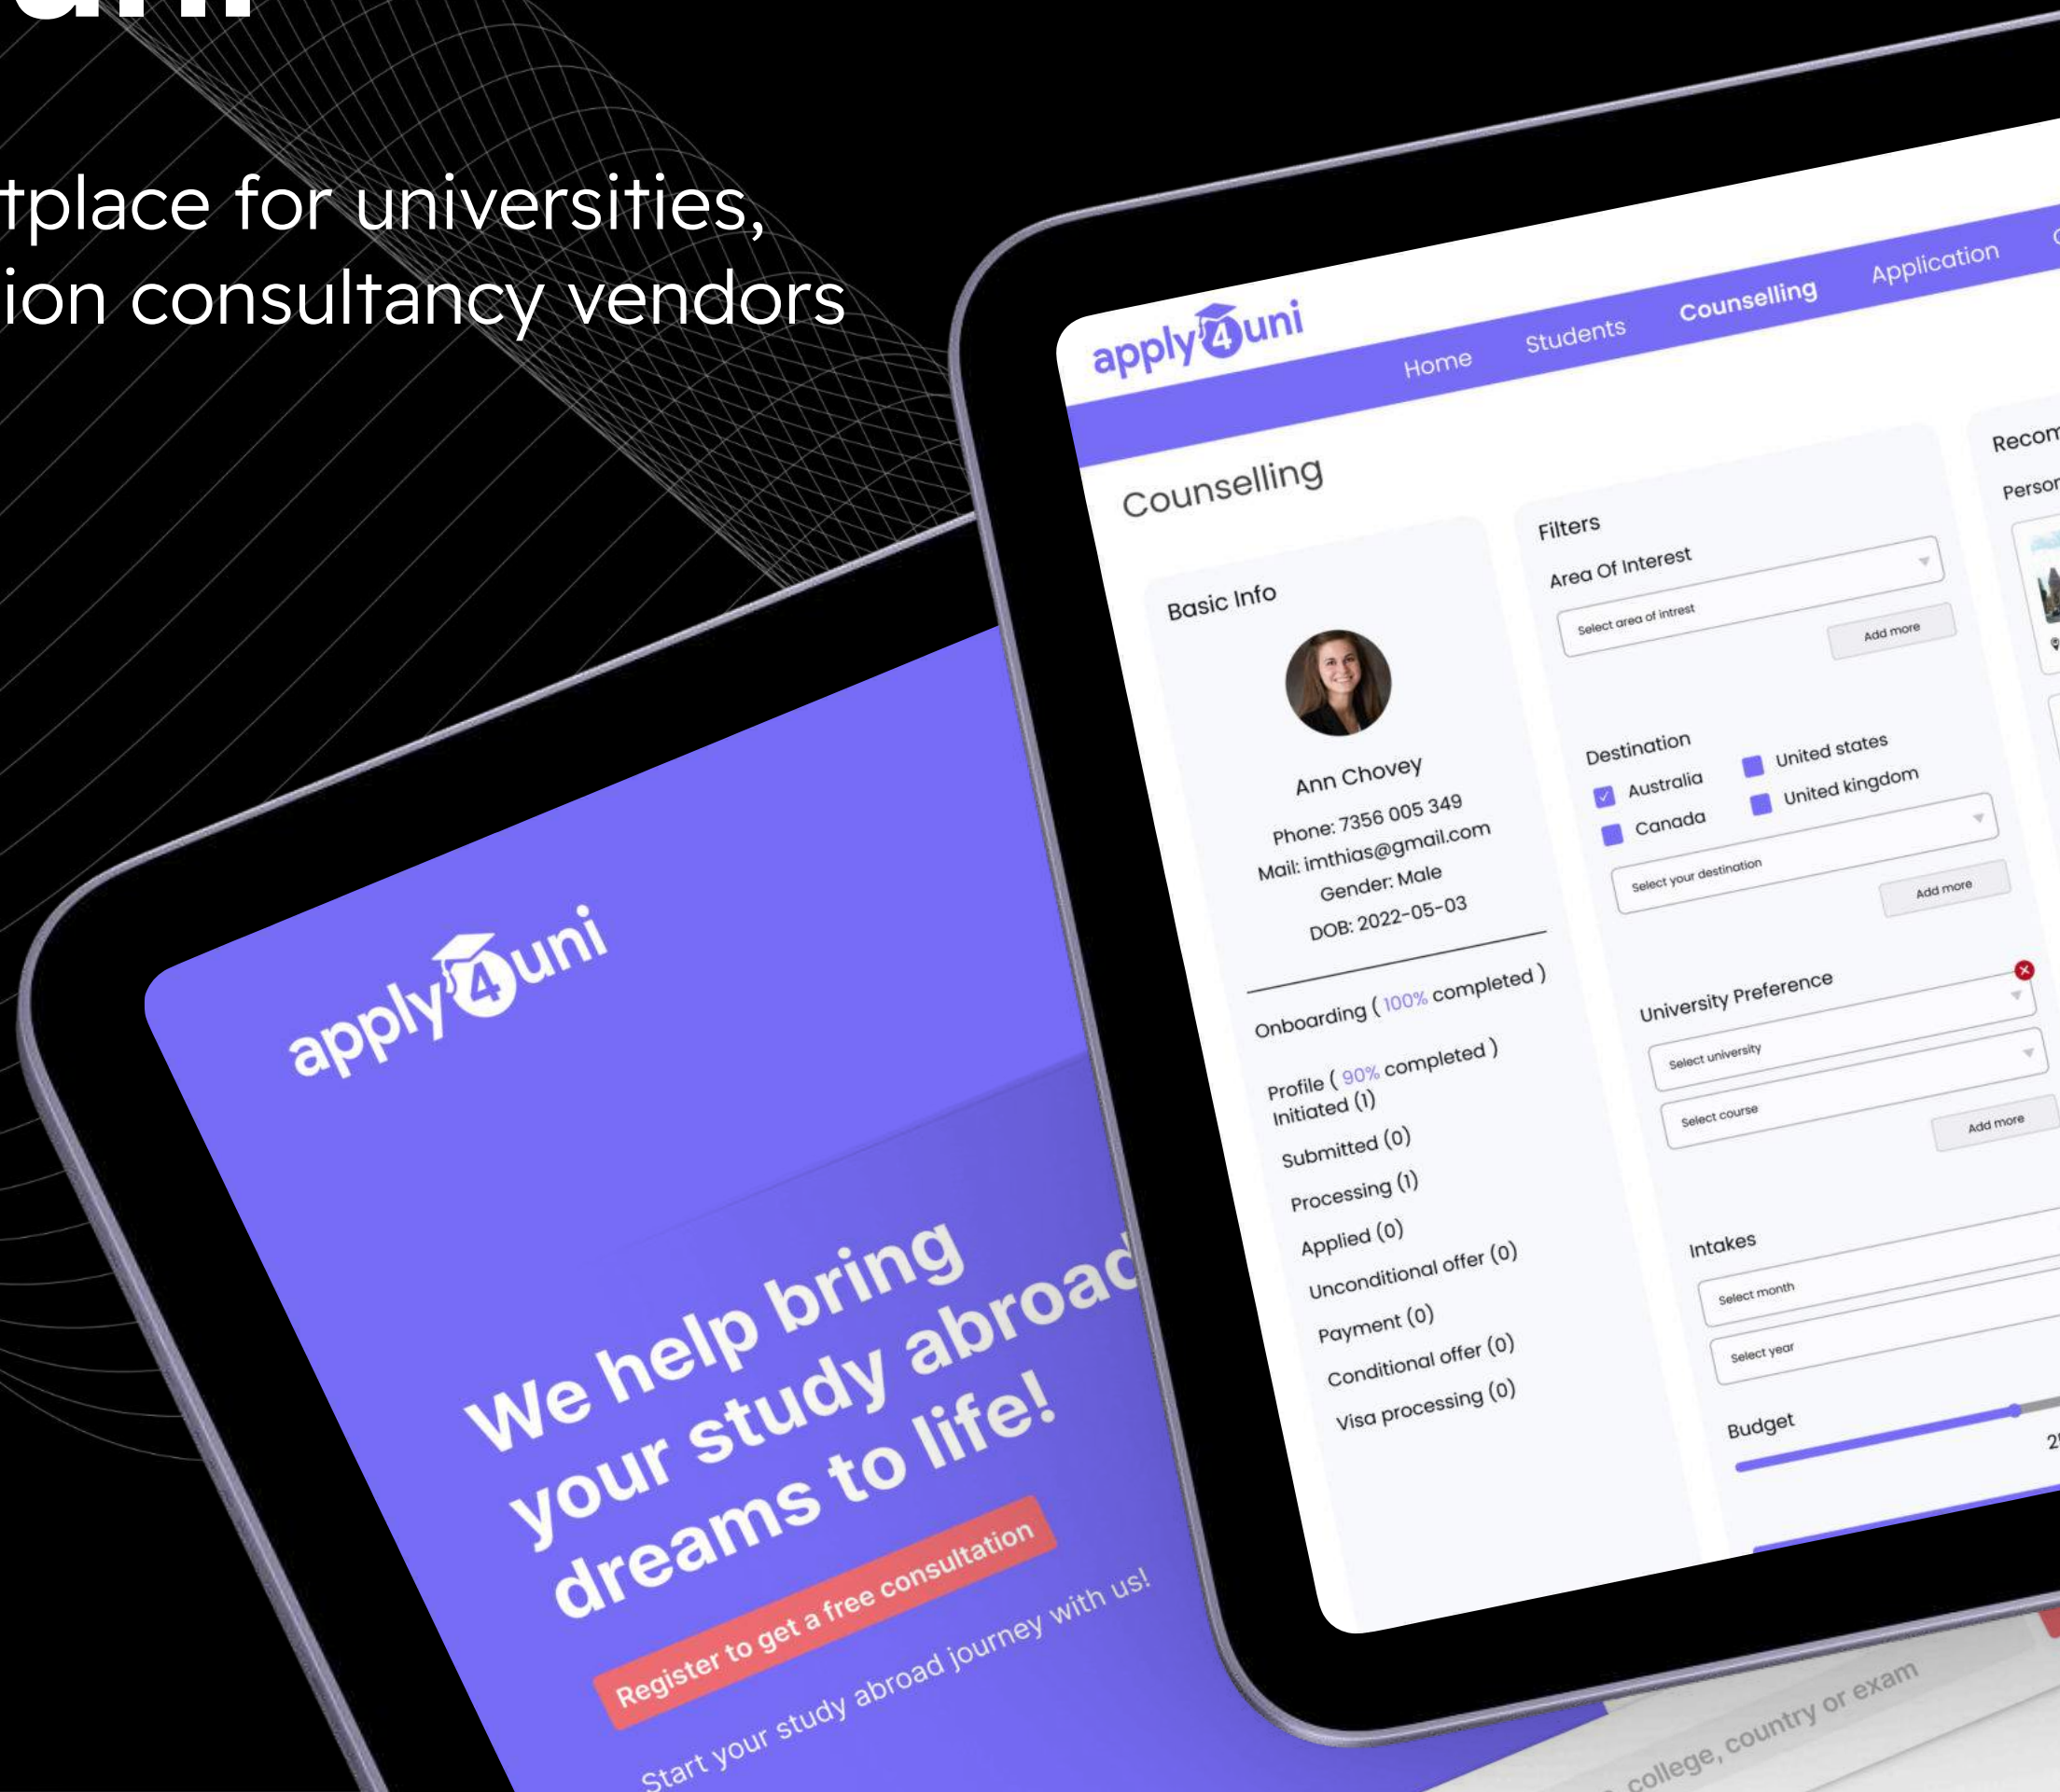 uni
tplace for universities,
ion consultancy vendors
apply4uni
We help bring
your study abroad
dreams to life!
Register to get a free consultation
Start your study abroad journey with us!
apply4uni
Home Students Counselling Application
Counselling
Basic Info
Ann Chovey
Phone: 7356 005 349
Mail: imthias@gmail.com
Gender: Male
DOB: 2022-05-03
Onboarding ( 100% completed )
Profile ( 90% completed )
Initiated (1)
Submitted (0)
Processing (1)
Applied (0)
Unconditional offer (0)
Payment (0)
Conditional offer (0)
Visa processing (0)
Filters
Area Of Interest
Select area of intrest
Add more
Destination
Australia United states
Canada United kingdom
Select your destination
Add more
University Preference
Select university
Select course
Add more
Intakes
Select month
Select year
Budget
Recom
Person
, college, country or exam